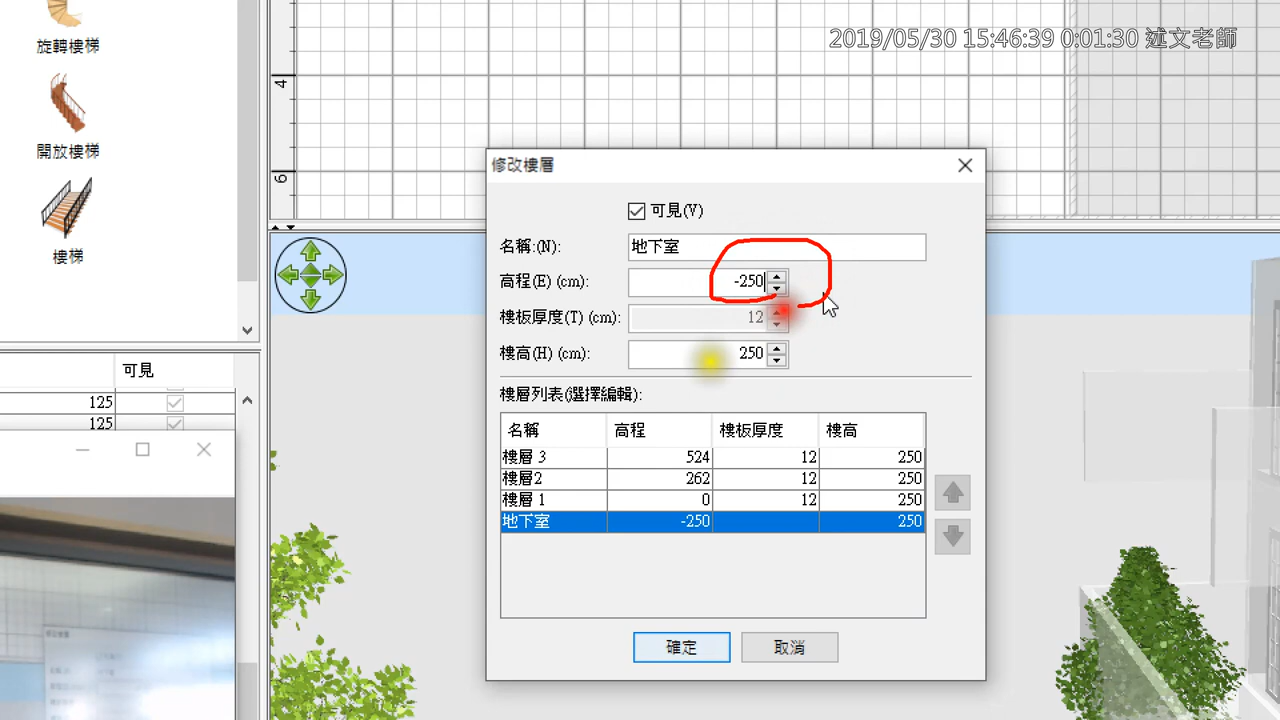 2019/05/30 15:46:39 0:01:30 述文老師
旋轉樓梯
開放樓梯
樓梯
4
6
可見
125
125
修改樓層
可見(V)
名稱:(N): 地下室
高程(E) (cm): -250
樓板厚度(T) (cm): 12
樓高(H) (cm): 250
樓層列表(選擇編輯):
名稱 高程 樓板厚度 樓高
樓層 3 524 12 250
樓層2 262 12 250
樓層 1 0 12 250
地下室 -250 250
確定 取消